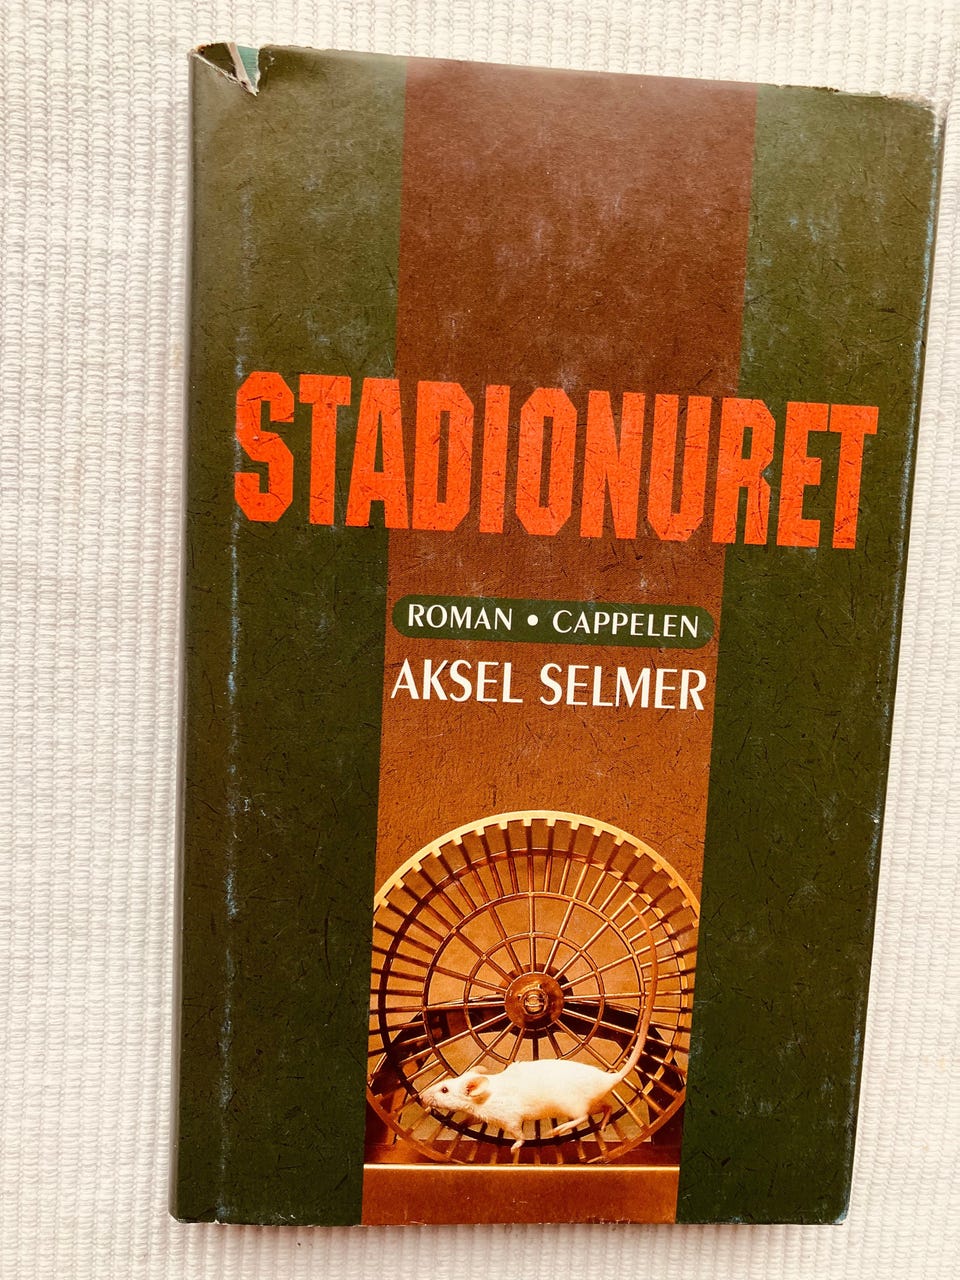 STADIONURET
ROMAN • CAPPELEN
AKSEL SELMER